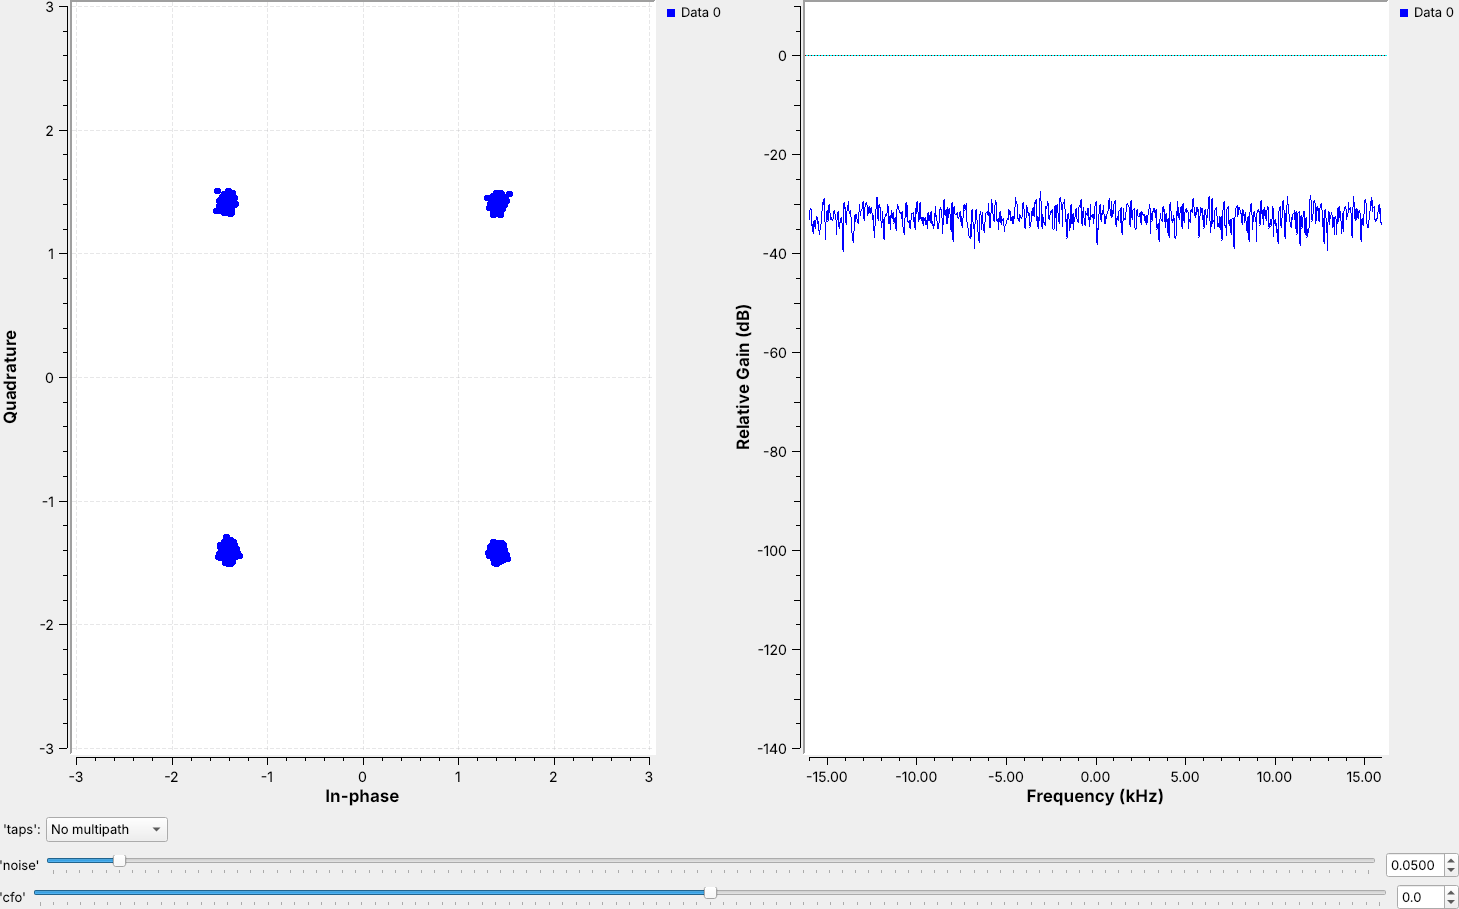 3
2
1
0
-1
-2
-3
Quadrature
-3 -2 -1 0 1 2 3
In-phase
Data 0
0
-20
-40
-60
-80
-100
-120
-140
Relative Gain (dB)
-15.00 -10.00 -5.00 0.00 5.00 10.00 15.00
Frequency (kHz)
Data 0
'taps': No multipath
'noise' 0.0500
'cfo' 0.0